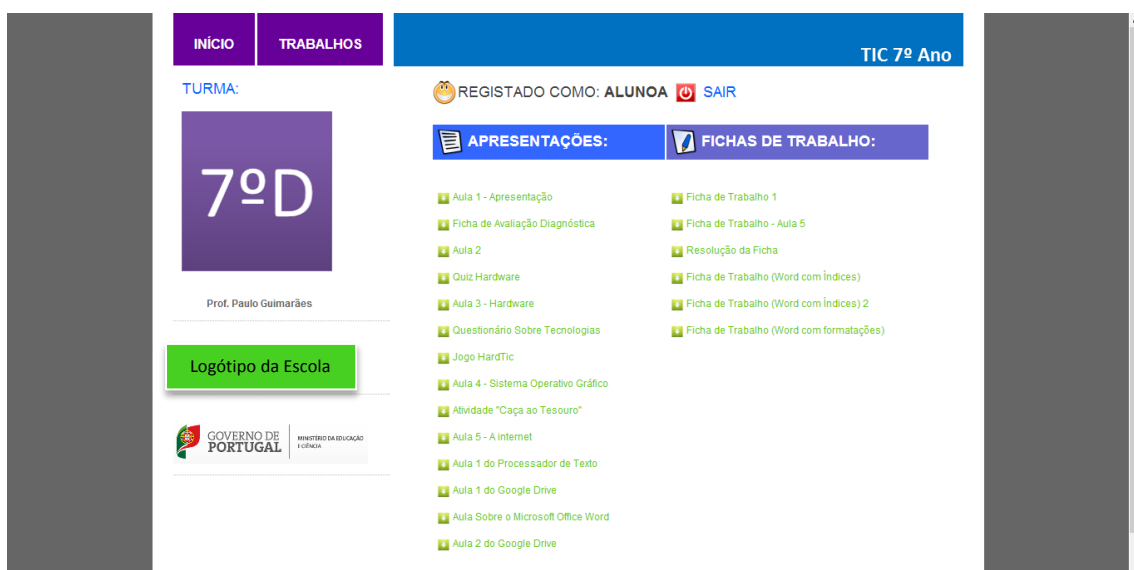 INÍCIO
TRABALHOS
TIC 7º Ano
TURMA:
7ºD
Prof. Paulo Guimarães
Logótipo da Escola
GOVERNO DE
PORTUGAL
MINISTÉRIO DA EDUCAÇÃO
E CIÊNCIA
REGISTADO COMO: ALUNOA SAIR
APRESENTAÇÕES:
Aula 1 - Apresentação
Ficha de Avaliação Diagnóstica
Aula 2
Quiz Hardware
Aula 3 - Hardware
Questionário Sobre Tecnologias
Jogo HardTic
Aula 4 - Sistema Operativo Gráfico
Atividade "Caça ao Tesouro"
Aula 5 - A internet
Aula 1 do Processador de Texto
Aula 1 do Google Drive
Aula Sobre o Microsoft Office Word
Aula 2 do Google Drive
FICHAS DE TRABALHO:
Ficha de Trabalho 1
Ficha de Trabalho - Aula 5
Resolução da Ficha
Ficha de Trabalho (Word com Índices)
Ficha de Trabalho (Word com Índices) 2
Ficha de Trabalho (Word com formatações)